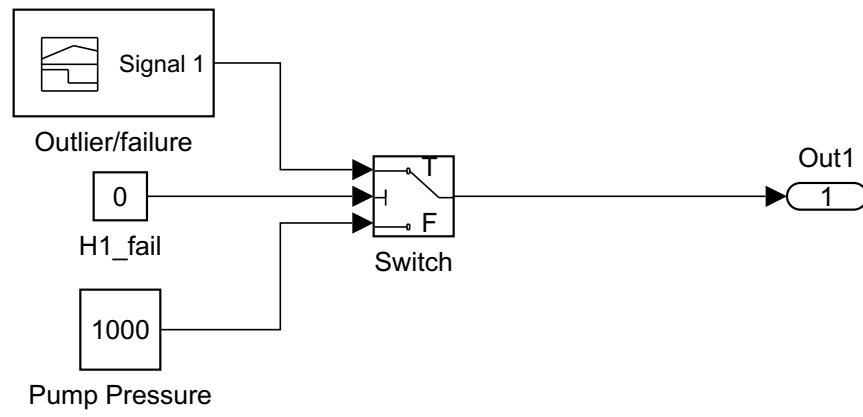 Signal 1
Outlier/failure
0
H1_fail
1000
Pump Pressure
T
F
Switch
Out1
1